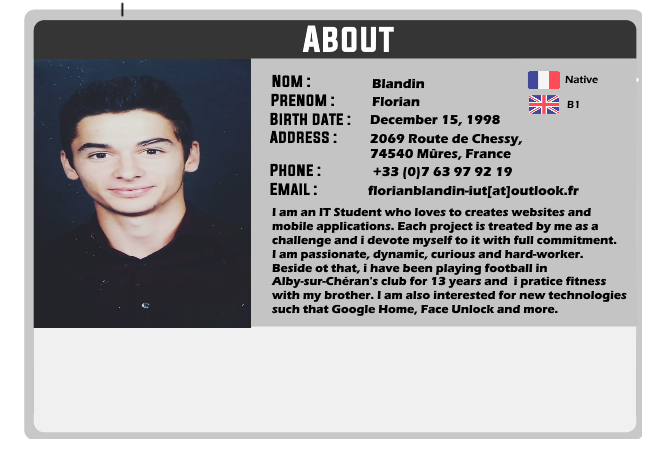 ABOUT
NOM : Blandin
PRENOM : Florian
BIRTH DATE : December 15, 1998
ADDRESS : 2069 Route de Chessy,
74540 Mûres, France
PHONE : +33 (0)7 63 97 92 19
EMAIL : florianblandin-iut[at]outlook.fr
Native
B1
I am an IT Student who loves to creates websites and
mobile applications. Each project is treated by me as a
challenge and i devote myself to it with full commitment.
I am passionate, dynamic, curious and hard-worker.
Beside ot that, i have been playing football in
Alby-sur-Chéran's club for 13 years and i pratice fitness
with my brother. I am also interested for new technologies
such that Google Home, Face Unlock and more.